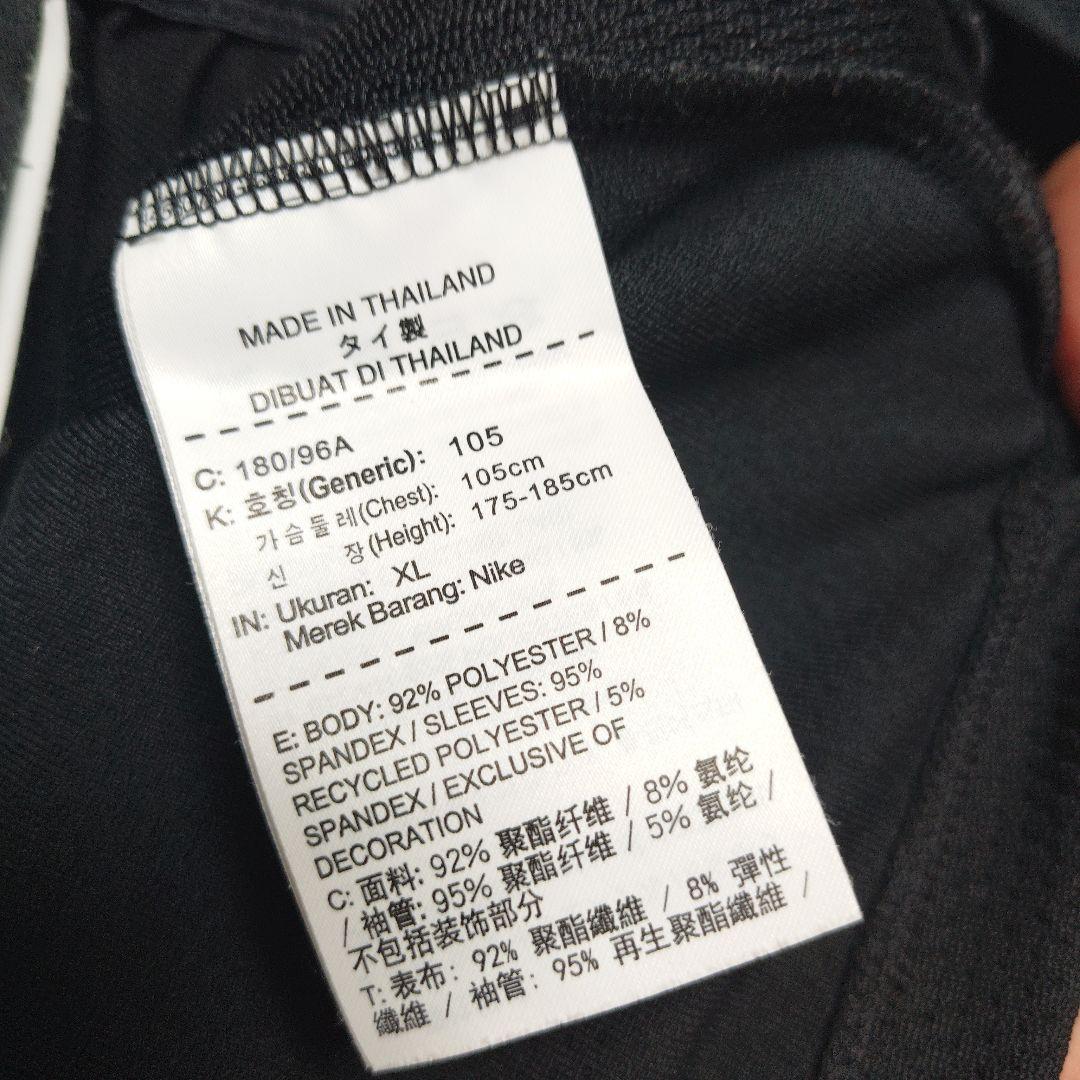 MADE IN THAILAND
タイ製
DIBUAT DI THAILAND
C: 180/96A
K: 호칭(Generic): 105
가슴둘레(Chest): 105cm
신 장(Height): 175-185cm
IN: Ukuran: XL
Merek Barang: Nike
E: BODY: 92% POLYESTER / 8%
SPANDEX / SLEEVES: 95%
RECYCLED POLYESTER / 5%
SPANDEX / EXCLUSIVE OF
DECORATION
C: 面料: 92% 聚酯纤维 / 8% 氨纶
/ 袖管: 95% 聚酯纤维 / 5% 氨纶 /
不包括装饰部分
T: 表布: 92% 聚酯纖維 / 8% 彈性
纖維 / 袖管: 95% 再生聚酯纖維 /